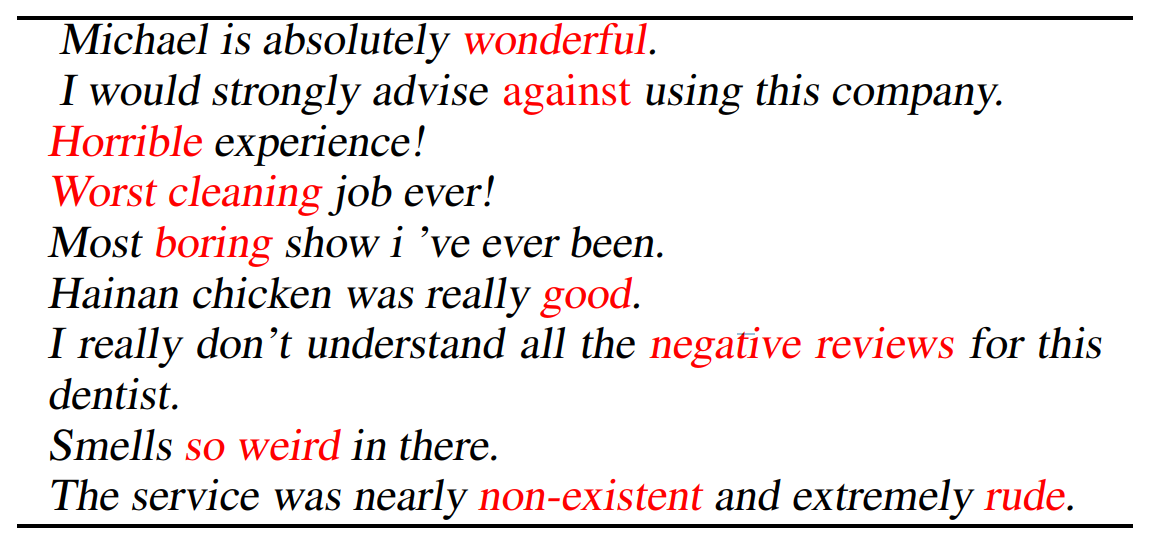 Michael is absolutely wonderful.
I would strongly advise against using this company.
Horrible experience!
Worst cleaning job ever!
Most boring show i ’ve ever been.
Hainan chicken was really good.
I really don’t understand all the negative reviews for this
dentist.
Smells so weird in there.
The service was nearly non-existent and extremely rude.